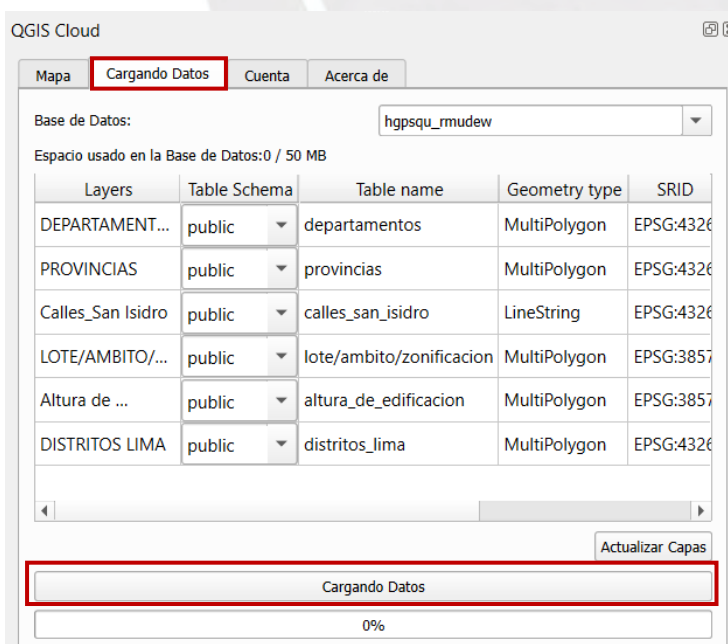 QGIS Cloud
Mapa Cargando Datos Cuenta Acerca de
Base de Datos: hgpsqu_rmudew
Espacio usado en la Base de Datos:0 / 50 MB
Layers Table Schema Table name Geometry type SRID
DEPARTAMENT... public departamentos MultiPolygon EPSG:4326
PROVINCIAS public provincias MultiPolygon EPSG:4326
Calles_San Isidro public calles_san_isidro LineString EPSG:4326
LOTE/AMBITO/... public lote/ambito/zonificacion MultiPolygon EPSG:3857
Altura de ... public altura_de_edificacion MultiPolygon EPSG:3857
DISTRITOS LIMA public distritos_lima MultiPolygon EPSG:4326
Actualizar Capas
Cargando Datos
0%